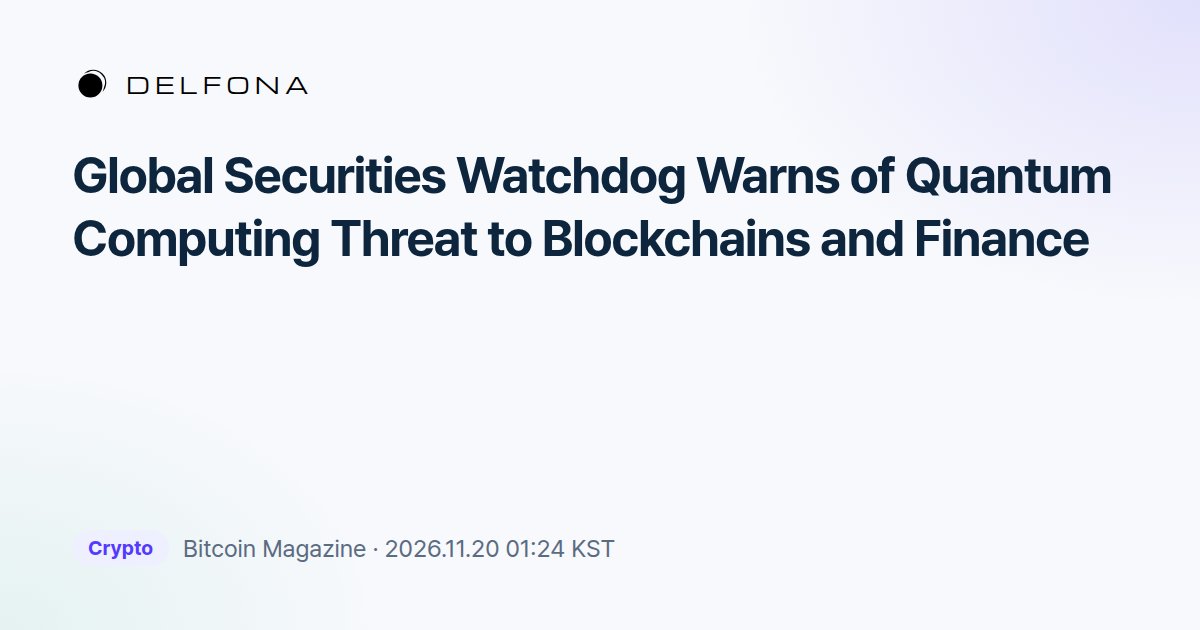 DELFONA
Global Securities Watchdog Warns of Quantum
Computing Threat to Blockchains and Finance
Crypto Bitcoin Magazine · 2026.11.20 01:24 KST